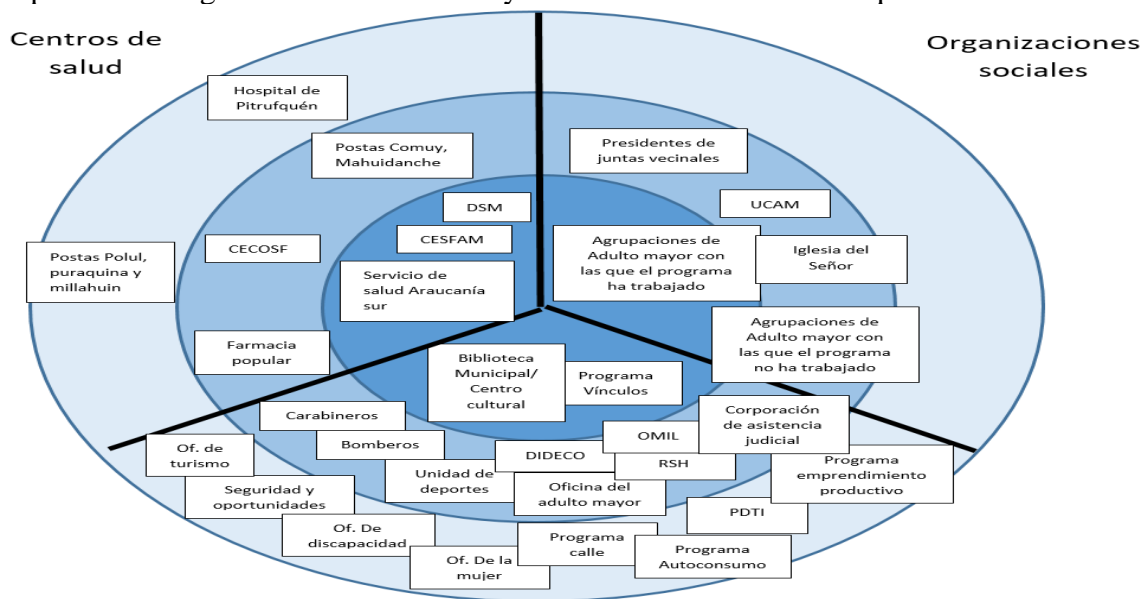 Centros de
salud
Organizaciones
sociales
Hospital de
Pitrufquén
Postas Comuy,
Mahuidanche
Presidentes de
juntas vecinales
DSM
UCAM
CESFAM
CECOSF
Postas Polul,
puraquina y
millahuin
Servicio de
salud Araucanía
sur
Agrupaciones de
Adulto mayor con
las que el programa
ha trabajado
Iglesia del
Señor
Farmacia
popular
Agrupaciones de
Adulto mayor con
las que el programa
no ha trabajado
Biblioteca
Municipal/
Centro
cultural
Programa
Vínculos
Carabineros
Bomberos
Corporación
de asistencia
judicial
OMIL
DIDECO
RSH
Of. de
turismo
Unidad de
deportes
Oficina del
adulto mayor
Programa
emprendimiento
productivo
Seguridad y
oportunidades
PDTI
Of. De
discapacidad
Programa
calle
Of. De la
mujer
Programa
Autoconsumo